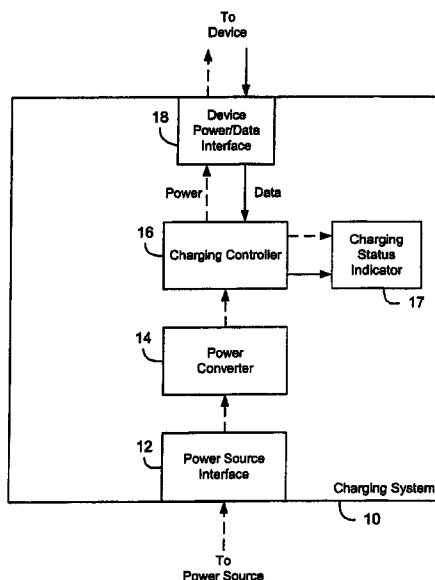 To
Device
18
Device
Power/Data
Interface
Power
Data
16
Charging Controller
Charging
Status
Indicator
17
14
Power
Converter
12
Power Source
Interface
Charging System
10
To
Power Source